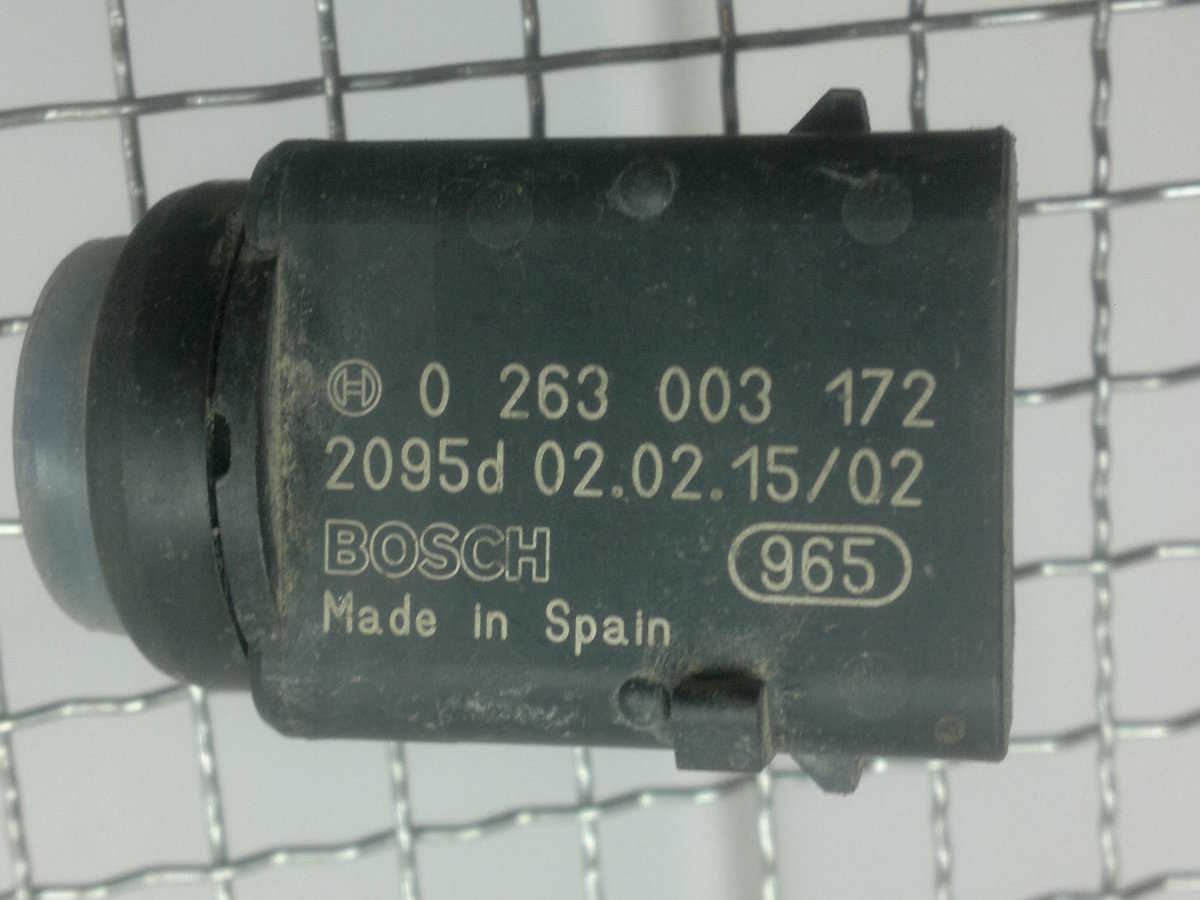 0 263 003 172
2095d 02.02.15/02
BOSCH 965
Made in Spain